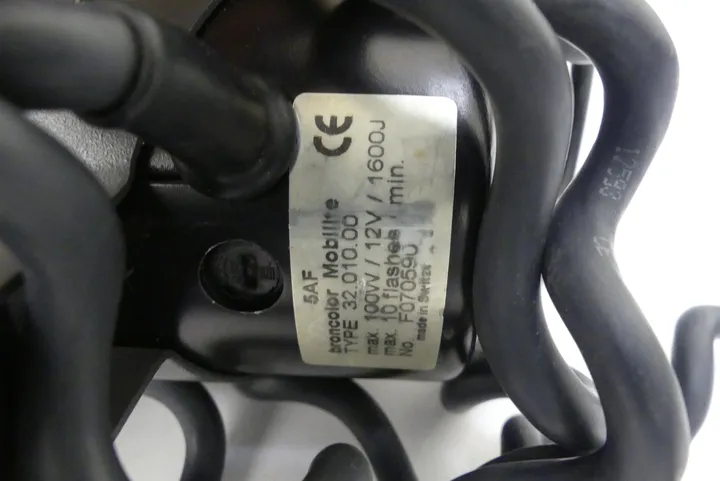 CE
5AF
broncolor Mobilite
TYPE 32.010.00
max. 100W / 12V / 1600J
max. 10 flashes / min.
No. F070590
made in Switze